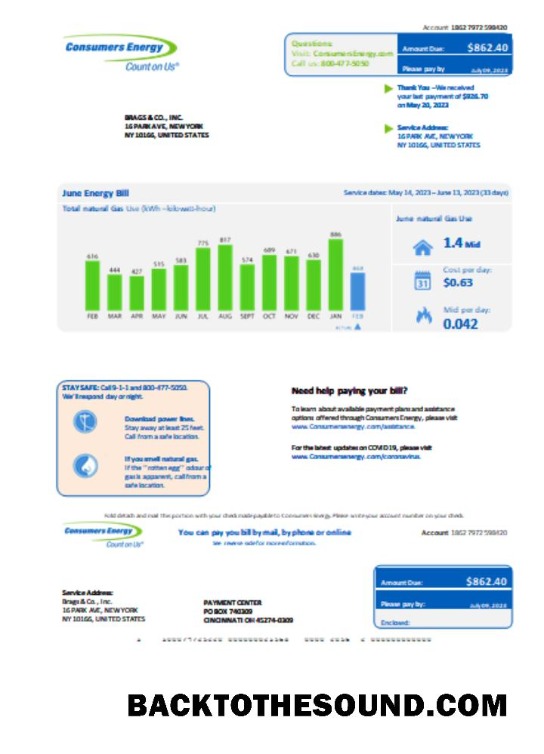 Account 1862 7972 598420
Consumers Energy
Count on Us®
Questions:
Visit: ConsumersEnergy.com
Call us: 800-477-5050
Amount Due: $862.40
Please pay by July 09, 2023
Thank You – We received
your last payment of $926.70
on May 20, 2023
BRAGS & CO., INC.
16 PARK AVE, NEW YORK
NY 10166, UNITED STATES
Service Address:
16 PARK AVE, NEW YORK
NY 10166, UNITED STATES
June Energy Bill
Service dates: May 14, 2023 – June 13, 2023 (33 days)
Total natural Gas Use (kWh – kilowatt-hour)
616 444 427 515 583 775 817 574 689 671 630 886
FEB MAR APR MAY JUN JUL AUG SEPT OCT NOV DEC JAN FEB
June natural Gas Use
1.4 Mid
Cost per day:
31
$0.63
Mid per day:
0.042
STAY SAFE: Call 9-1-1 and 800-477-5050.
We'll respond day or night.
Download power lines.
Stay away at least 25 feet.
Call from a safe location.
If you smell natural gas.
If the "rotten egg" odour of
gas is apparent, call from a
safe location.
Need help paying your bill?
To learn about available payment plans and assistance
options offered through Consumers Energy, please visit
www.Consumersenergy.com/assistance.
For the latest updates on COVID19, please visit
www.Consumersenergy.com/coronavirus.
Fold details and mail this portion with your check made payable to Consumers Energy. Please write your account number on your check.
Consumers Energy
Count on Us®
You can pay you bill by mail, by phone or online
See reverse side for more information.
Account 1862 7972 598420
Service Address:
Brags & Co., Inc.
16 PARK AVE, NEW YORK
NY 10166, UNITED STATES
PAYMENT CENTER
PO BOX 740309
CINCINNATI OH 45274-0309
Amount Due: $862.40
Please pay by: July 09, 2023
Enclosed:
BACKTOTHESOUND.COM